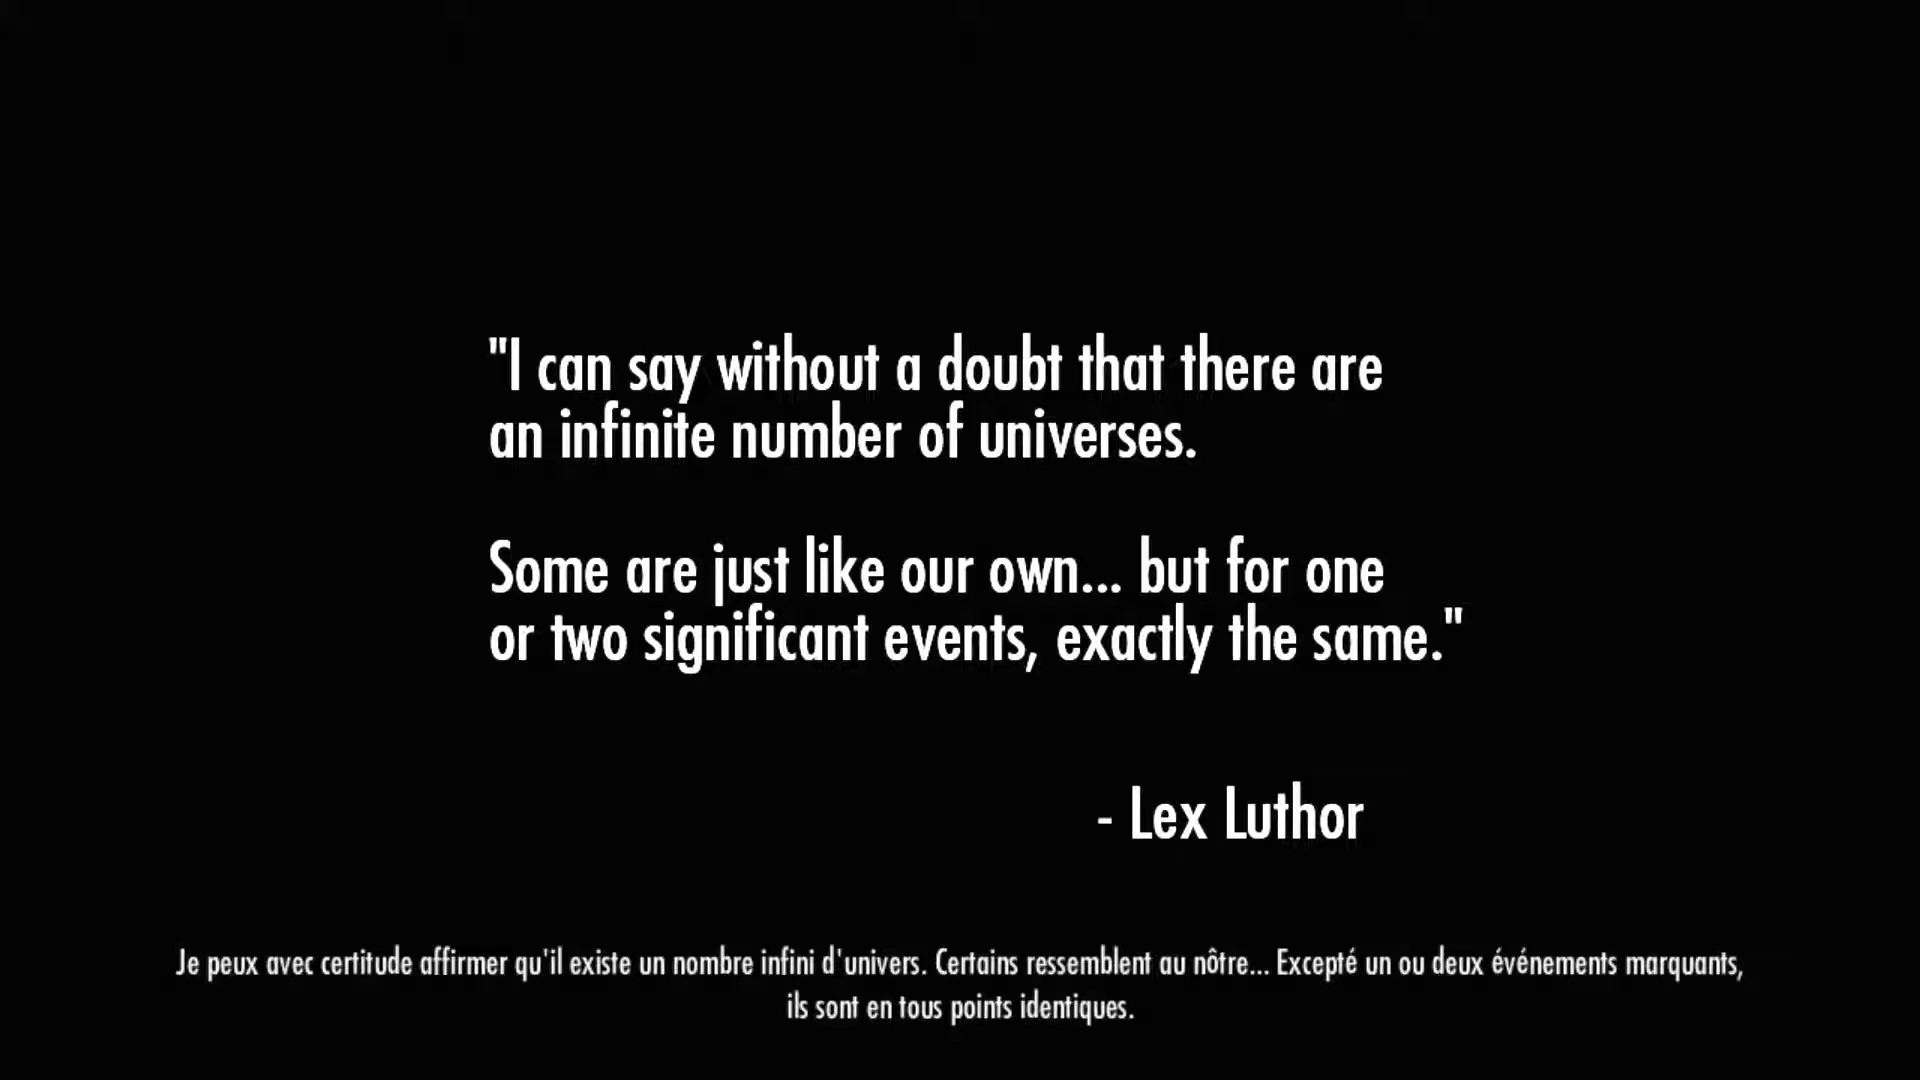 "I can say without a doubt that there are
an infinite number of universes.
Some are just like our own... but for one
or two significant events, exactly the same."
- Lex Luthor
Je peux avec certitude affirmer qu'il existe un nombre infini d'univers. Certains ressemblent au nôtre... Excepté un ou deux événements marquants,
ils sont en tous points identiques.